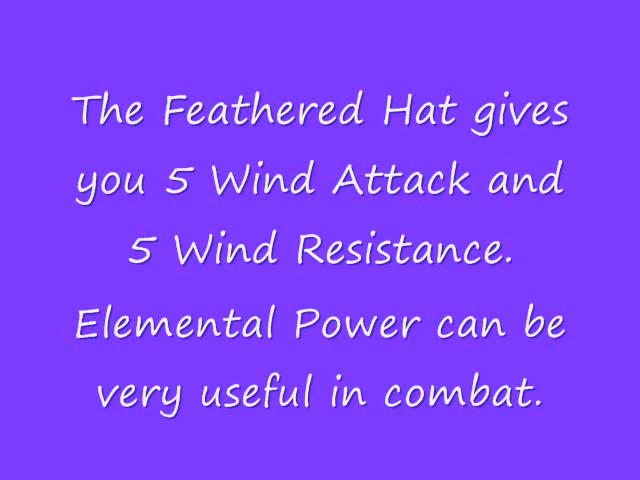 The Feathered Hat gives
you 5 Wind Attack and
5 Wind Resistance.
Elemental Power can be
very useful in combat.